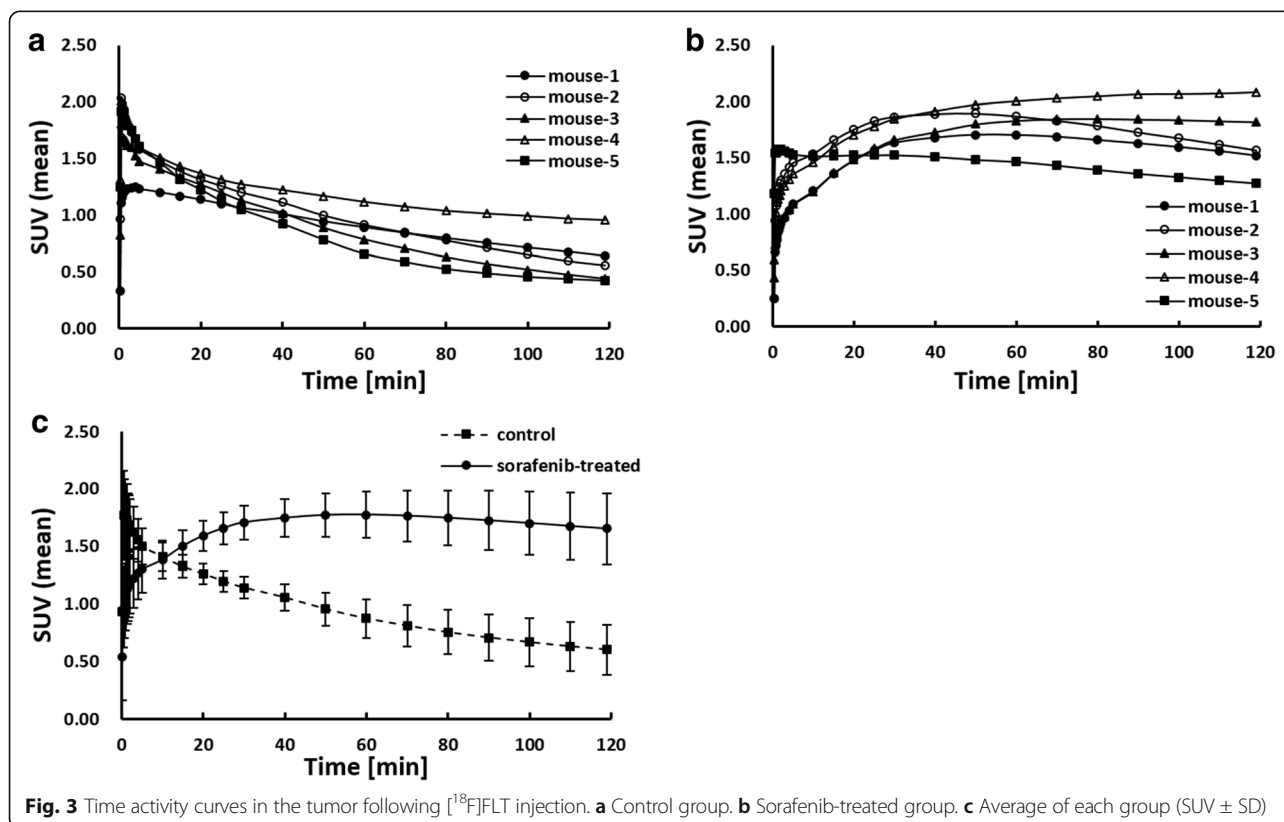 a
2.50
2.00
1.50
1.00
0.50
0.00
SUV (mean)
mouse-1
mouse-2
mouse-3
mouse-4
mouse-5
0 20 40 60 80 100 120
Time [min]
b
2.50
2.00
1.50
1.00
0.50
0.00
SUV (mean)
mouse-1
mouse-2
mouse-3
mouse-4
mouse-5
0 20 40 60 80 100 120
Time [min]
c
2.50
2.00
1.50
1.00
0.50
0.00
SUV (mean)
control
sorafenib-treated
0 20 40 60 80 100 120
Time [min]
Fig. 3 Time activity curves in the tumor following [¹⁸F]FLT injection. a Control group. b Sorafenib-treated group. c Average of each group (SUV ± SD)